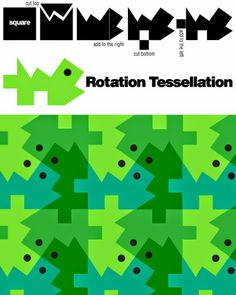 cut top
square
add to the right
cut bottom
add to the left
Rotation Tessellation